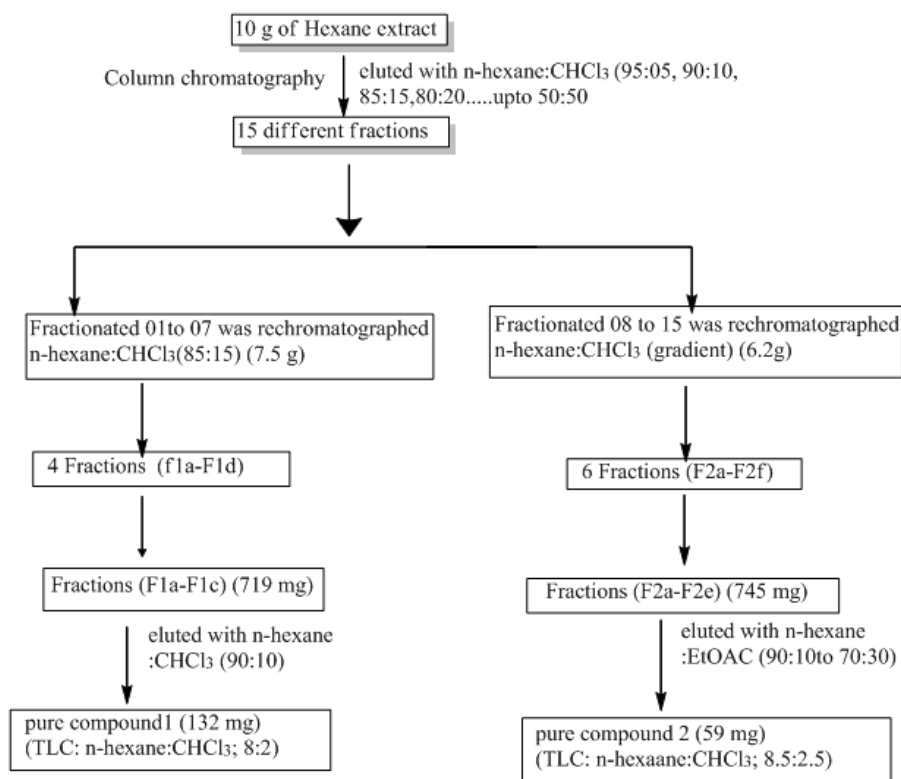 10 g of Hexane extract
Column chromatography
eluted with n-hexane:CHCl₃ (95:05, 90:10,
85:15,80:20.....upto 50:50
15 different fractions
Fractionated 01to 07 was rechromatographed
n-hexane:CHCl₃(85:15) (7.5 g)
Fractionated 08 to 15 was rechromatographed
n-hexane:CHCl₃ (gradient) (6.2g)
4 Fractions (f1a-F1d)
6 Fractions (F2a-F2f)
Fractions (F1a-F1c) (719 mg)
Fractions (F2a-F2e) (745 mg)
eluted with n-hexane
:CHCl₃ (90:10)
eluted with n-hexane
:EtOAC (90:10to 70:30)
pure compound1 (132 mg)
(TLC: n-hexane:CHCl₃; 8:2)
pure compound 2 (59 mg)
(TLC: n-hexaane:CHCl₃; 8.5:2.5)